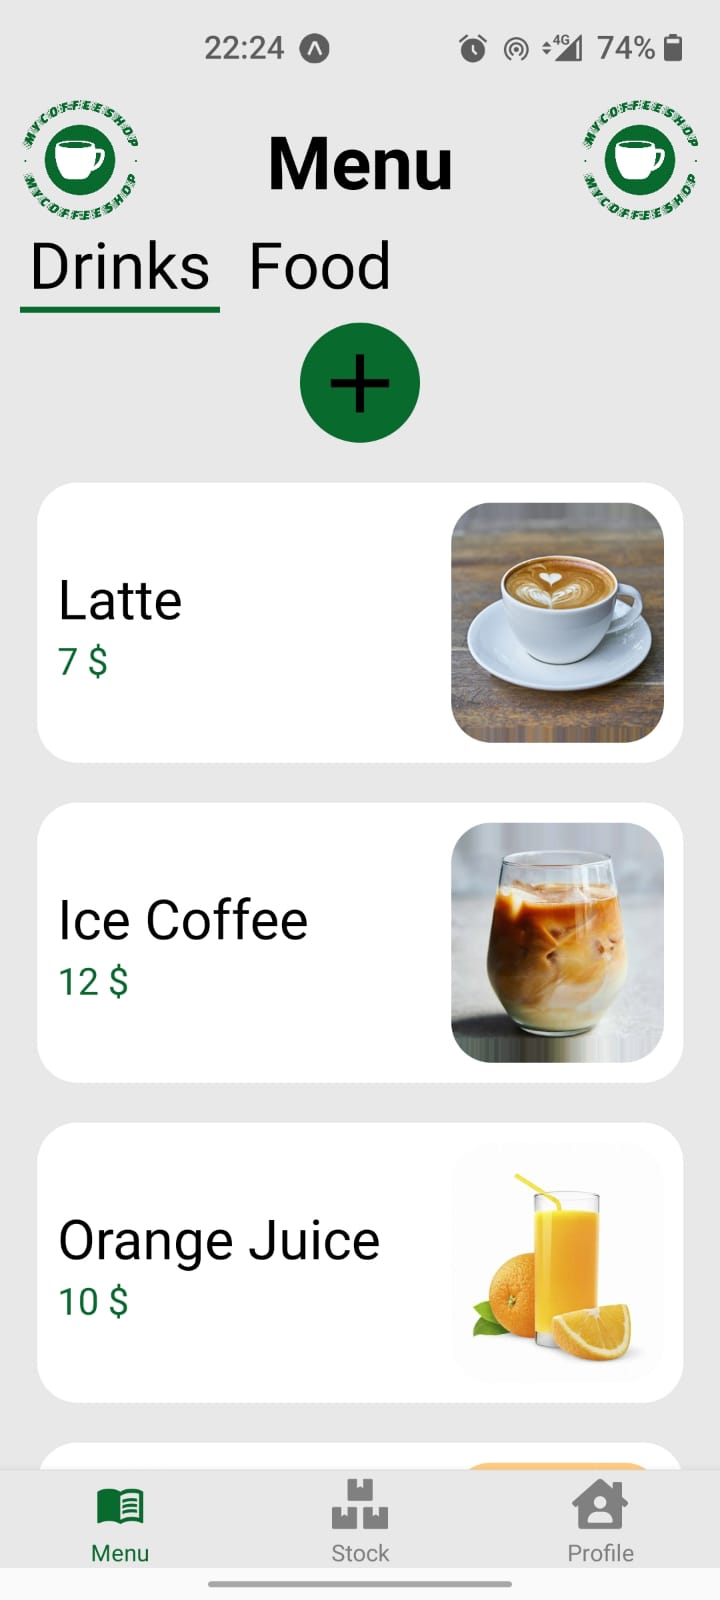 22:24
4G 74%
MYCOFFEESHOP · MYCOFFEESHOP ·
Menu
MYCOFFEESHOP · MYCOFFEESHOP ·
Drinks Food
Latte
7 $
Ice Coffee
12 $
Orange Juice
10 $
Menu Stock Profile